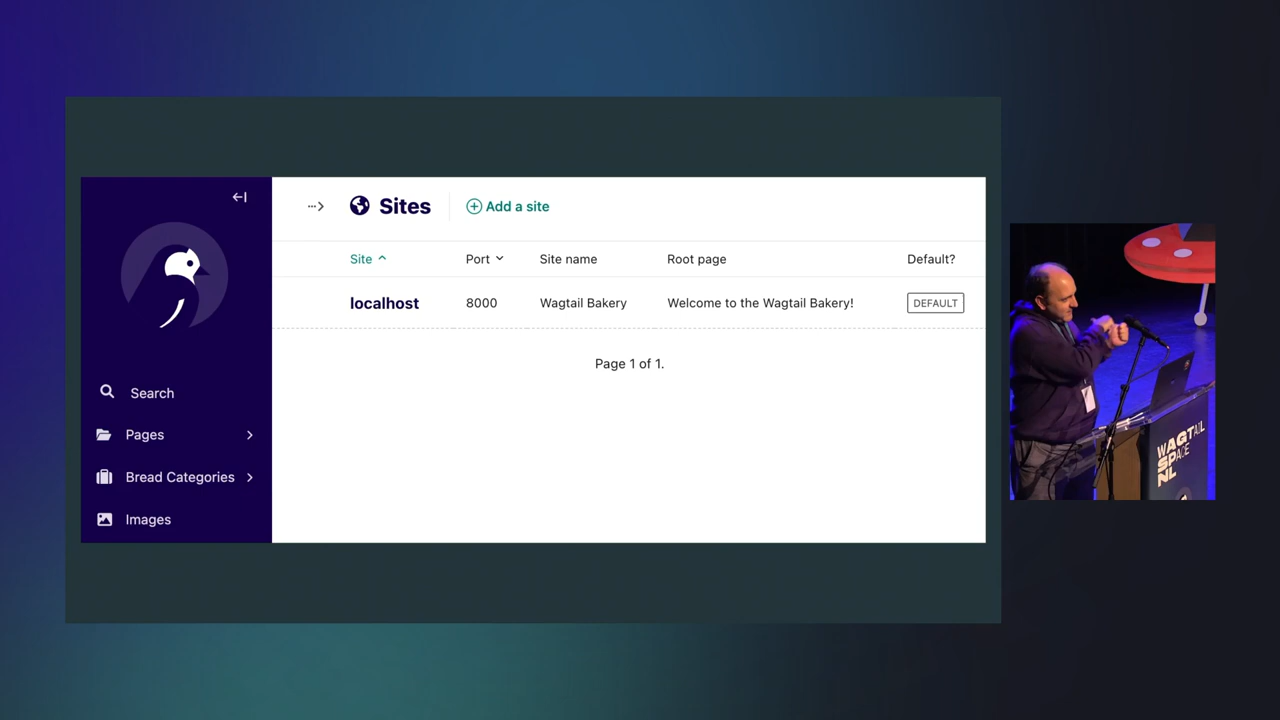 Sites
Add a site
Site Port Site name Root page Default?
localhost 8000 Wagtail Bakery Welcome to the Wagtail Bakery! DEFAULT
Page 1 of 1.
Search
Pages
Bread Categories
Images
WAGTAIL
SPACE
NL